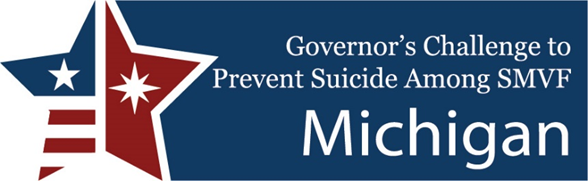 Governor’s Challenge to
Prevent Suicide Among SMVF
Michigan